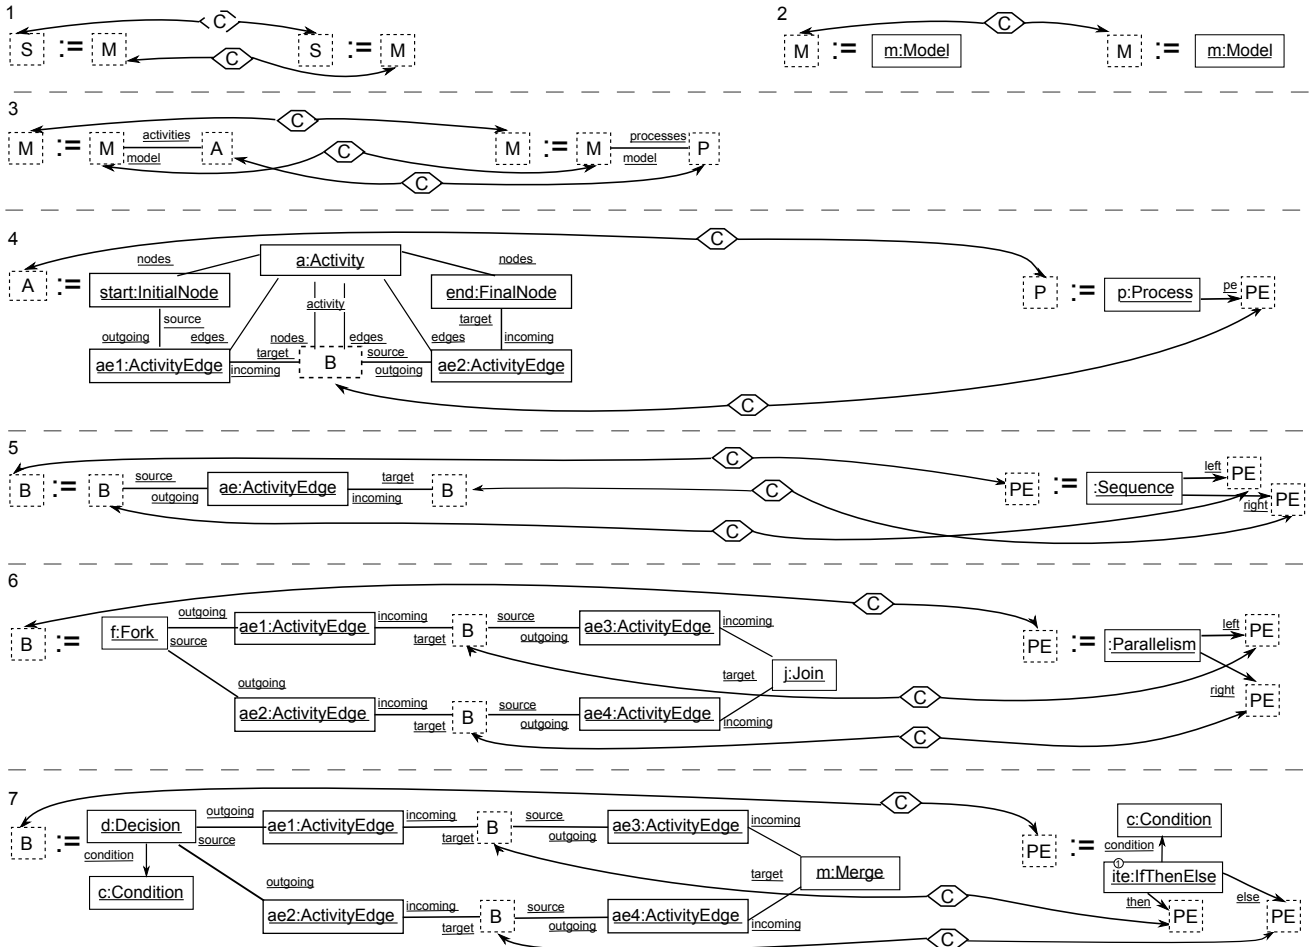 1
2
C
C
C
S := M
S := M
M := m:Model
M := m:Model
3
C
M := M activities model A
C
M := M processes model P
C
4
C
nodes
a:Activity
nodes
A := start:InitialNode
end:FinalNode
P := p:Process pe PE
activity
source
target
outgoing
edges
nodes
edges
edges
incoming
ae1:ActivityEdge
target
incoming
B
source
outgoing
ae2:ActivityEdge
C
5
C
B := B source outgoing ae:ActivityEdge target incoming B
C
PE := :Sequence left PE
right PE
C
6
C
B := f:Fork
outgoing
source
ae1:ActivityEdge
incoming
target
B
source
outgoing
ae3:ActivityEdge
incoming
PE := :Parallelism left PE
target
j:Join
outgoing
ae2:ActivityEdge
incoming
target
B
source
outgoing
ae4:ActivityEdge
incoming
C
right
PE
C
7
C
B := d:Decision
outgoing
source
ae1:ActivityEdge
incoming
target
B
source
outgoing
ae3:ActivityEdge
incoming
c:Condition
PE := condition
condition
c:Condition
target
m:Merge
1
ite:IfThenElse
outgoing
ae2:ActivityEdge
incoming
target
B
source
outgoing
ae4:ActivityEdge
incoming
C
then
PE
else
PE
C